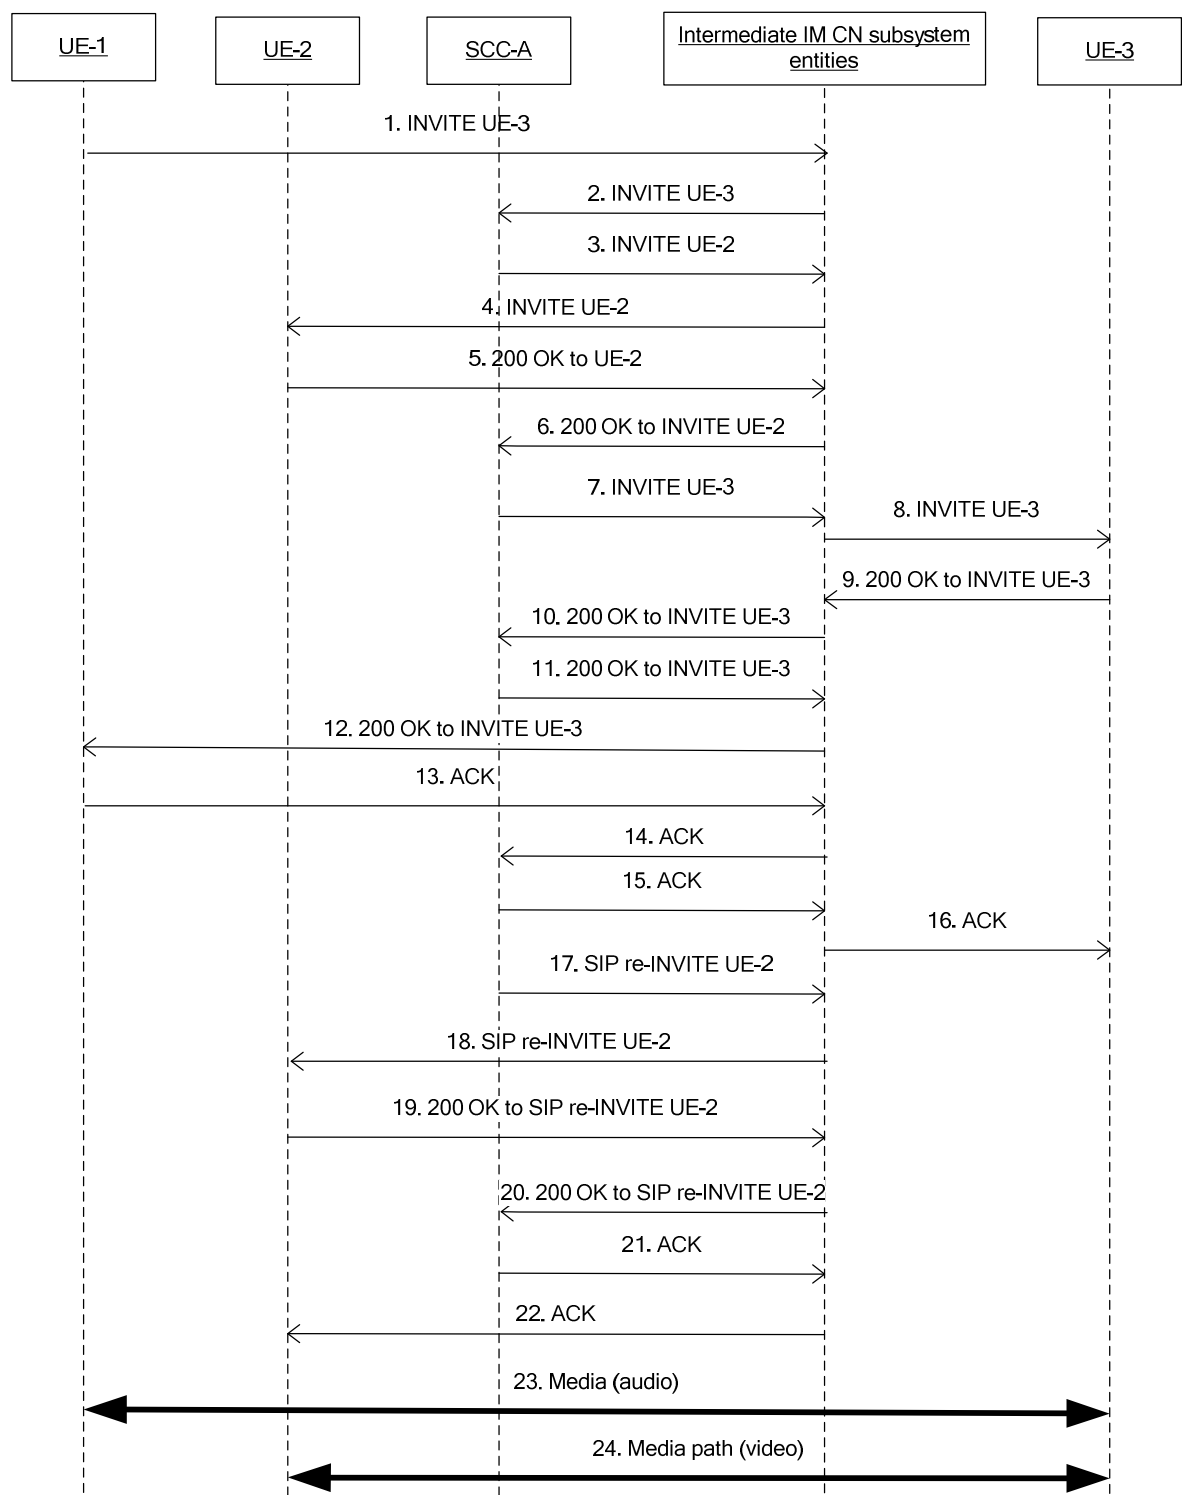 UE-1
UE-2
SCC-A
Intermediate IM CN subsystem
entities
UE-3
1. INVITE UE-3
2. INVITE UE-3
3. INVITE UE-2
4. INVITE UE-2
5. 200 OK to UE-2
6. 200 OK to INVITE UE-2
7. INVITE UE-3
8. INVITE UE-3
9. 200 OK to INVITE UE-3
10. 200 OK to INVITE UE-3
11. 200 OK to INVITE UE-3
12. 200 OK to INVITE UE-3
13. ACK
14. ACK
15. ACK
16. ACK
17. SIP re-INVITE UE-2
18. SIP re-INVITE UE-2
19. 200 OK to SIP re-INVITE UE-2
20. 200 OK to SIP re-INVITE UE-2
21. ACK
22. ACK
23. Media (audio)
24. Media path (video)